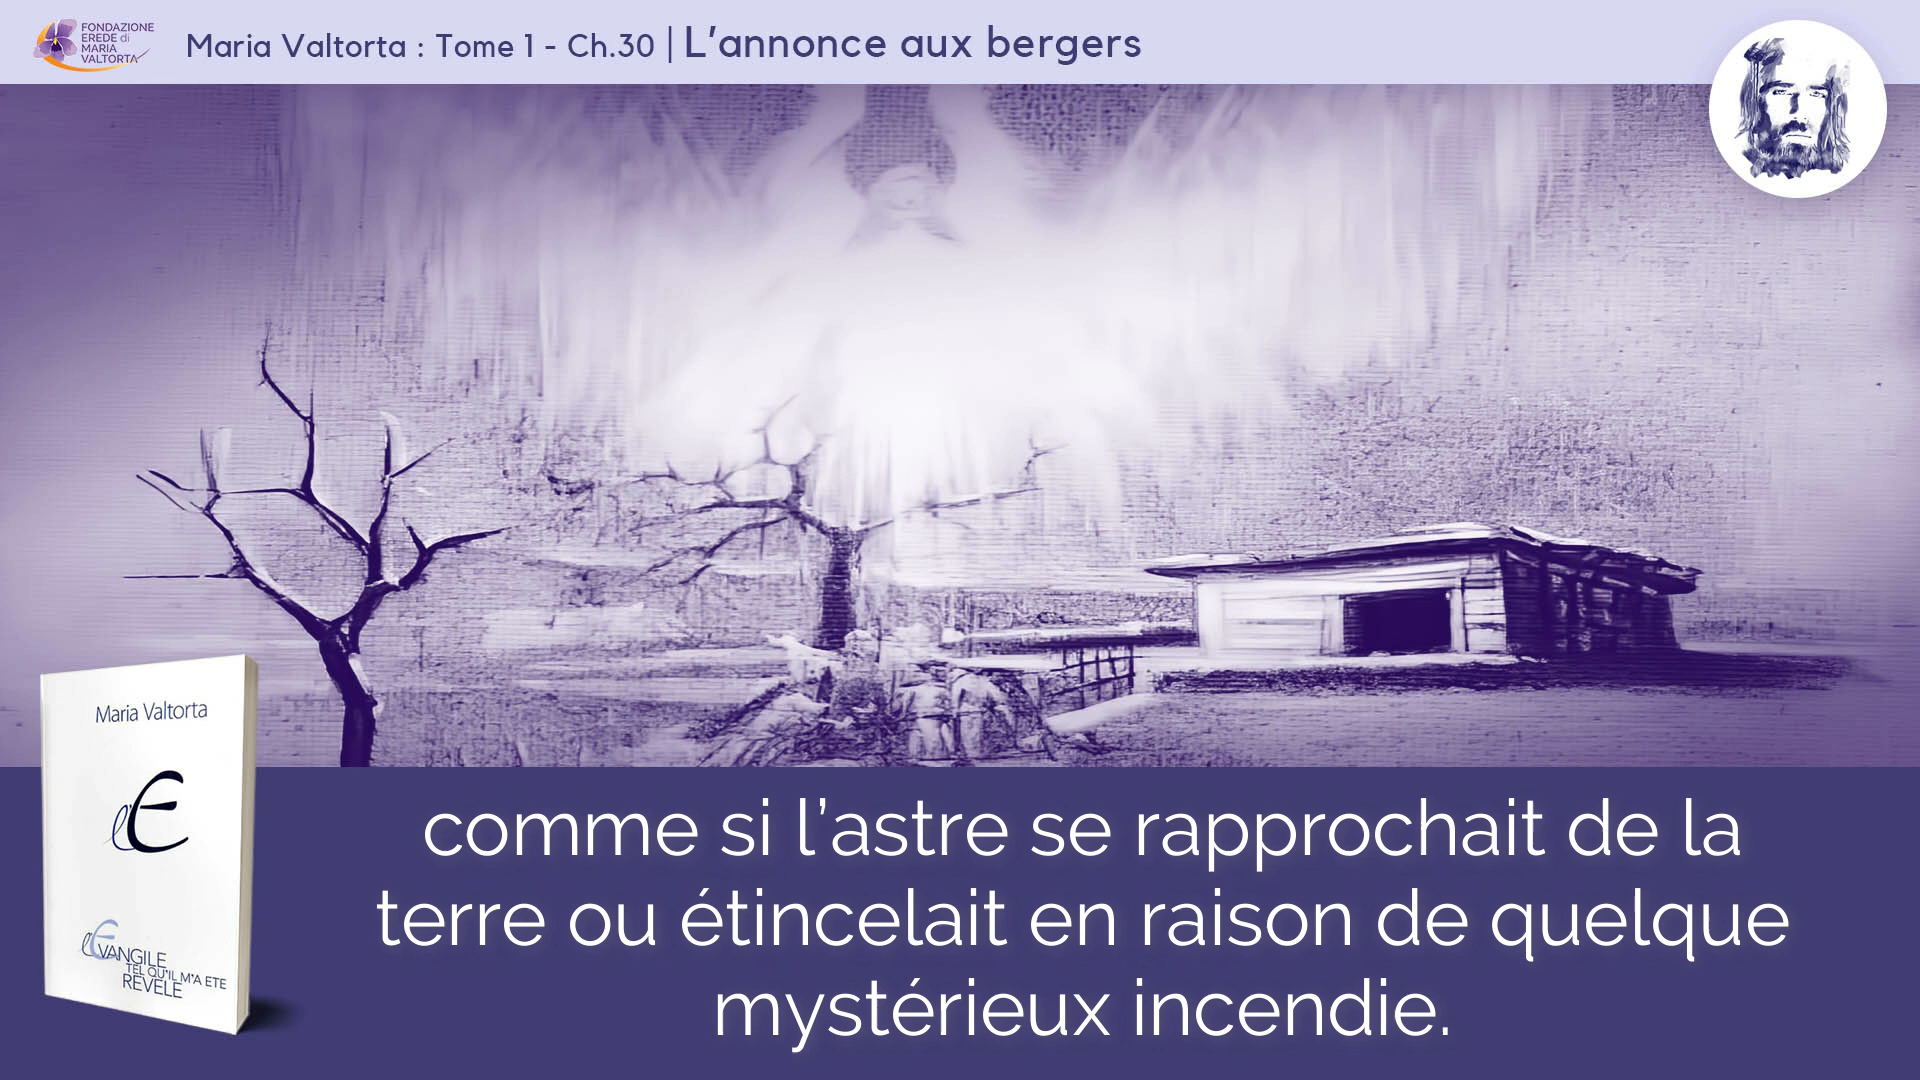 FONDAZIONE
EREDE di
MARIA
VALTORTA
Maria Valtorta : Tome 1 - Ch.30 | L'annonce aux bergers
Maria Valtorta
l'E
l'EVANGILE
TEL QU'IL M'A ETE
REVELE
comme si l'astre se rapprochait de la
terre ou étincelait en raison de quelque
mystérieux incendie.